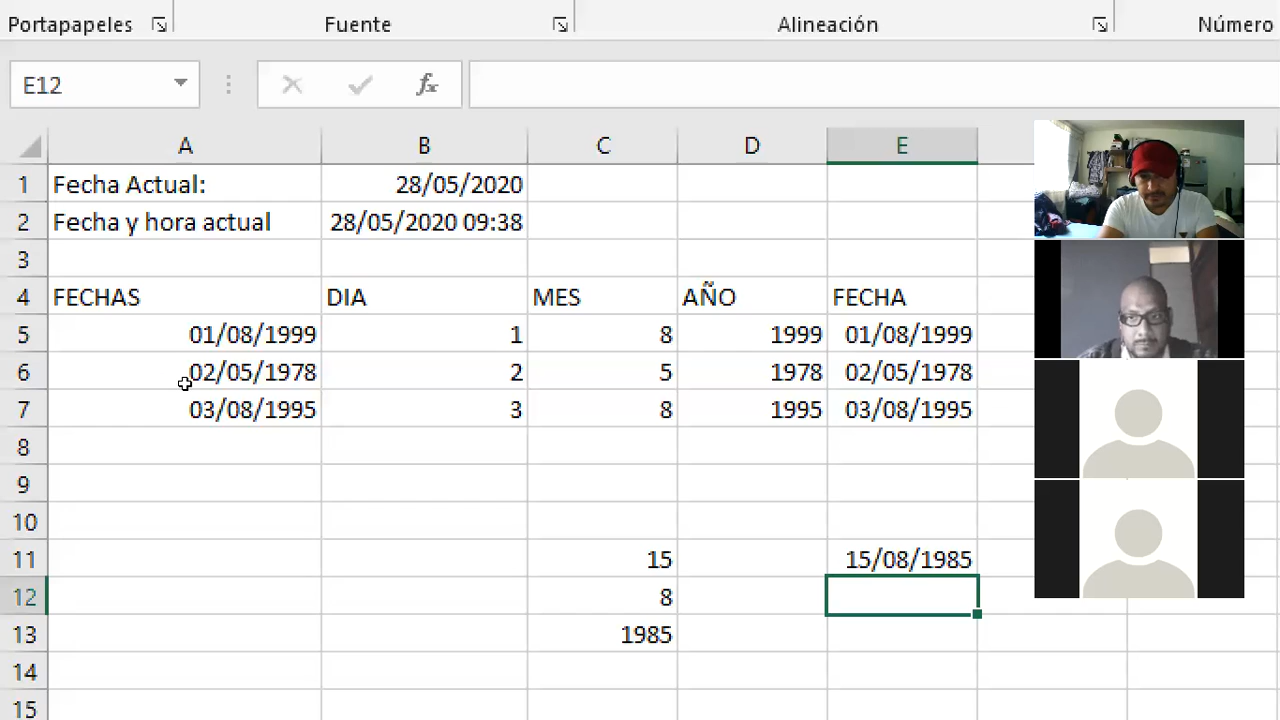 Portapapeles Fuente Alineación Número
E12 fx
A B C D E
1 Fecha Actual: 28/05/2020
2 Fecha y hora actual 28/05/2020 09:38
3
4 FECHAS DIA MES AÑO FECHA
5 01/08/1999 1 8 1999 01/08/1999
6 02/05/1978 2 5 1978 02/05/1978
7 03/08/1995 3 8 1995 03/08/1995
8
9
10
11 15 15/08/1985
12 8
13 1985
14
15